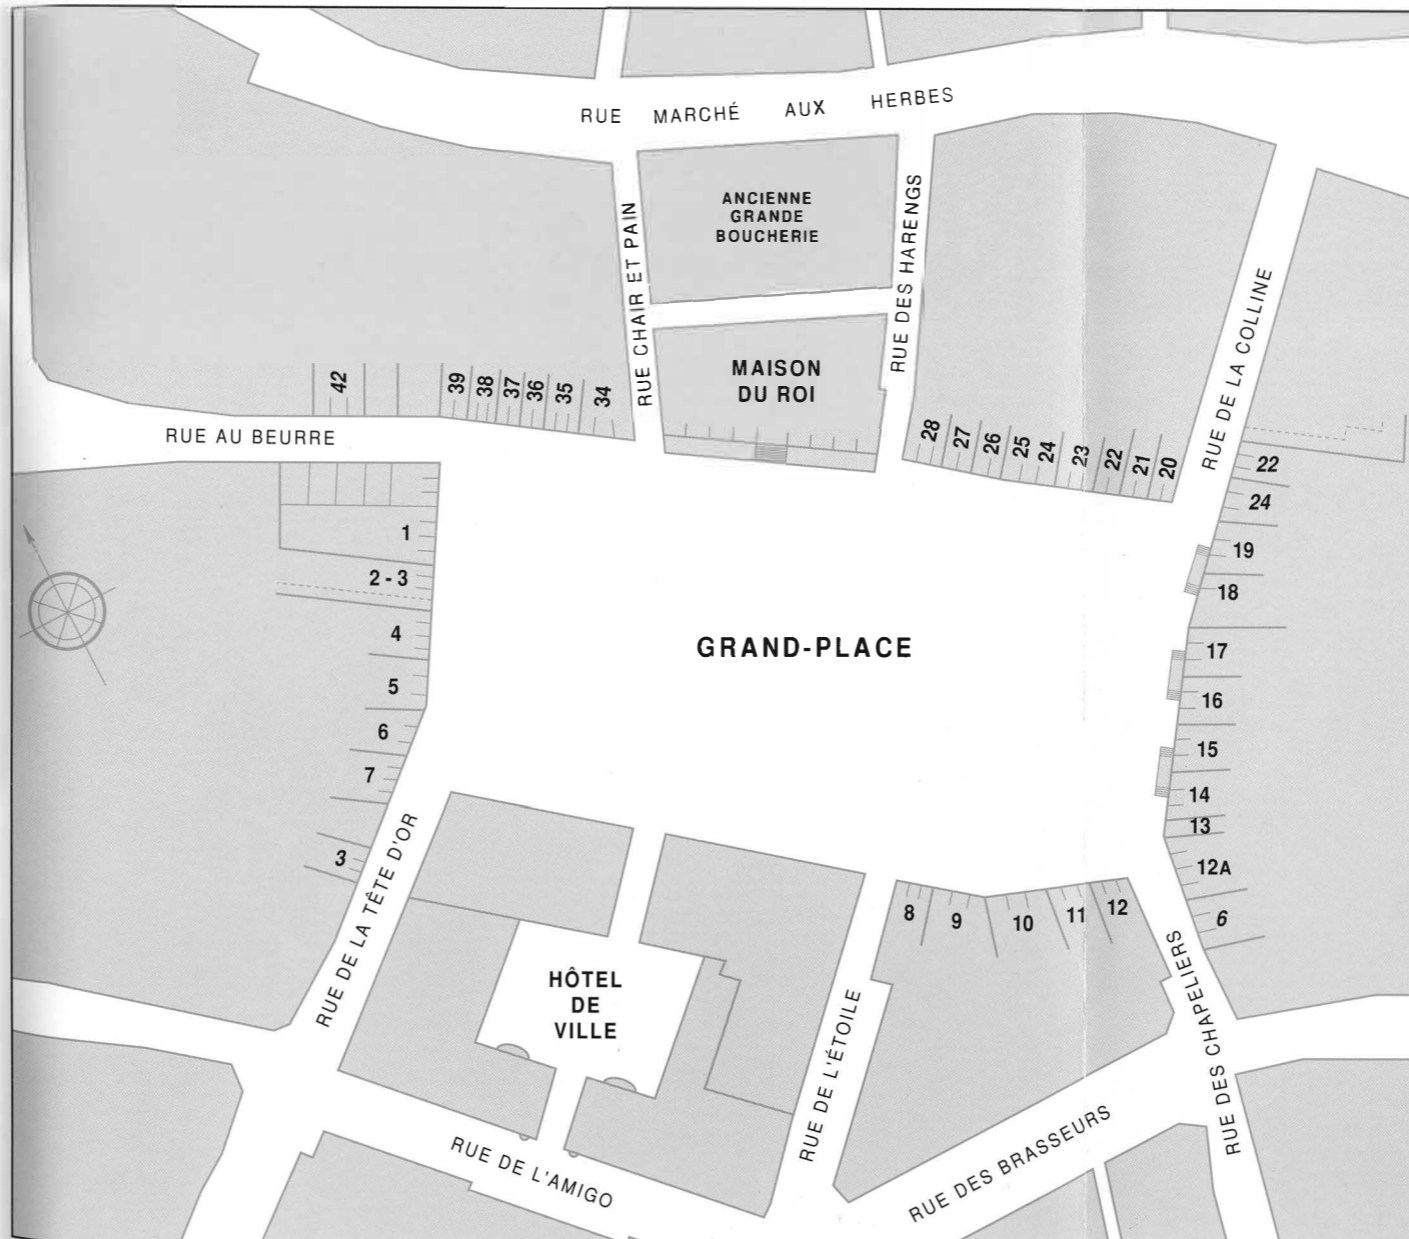 RUE MARCHÉ AUX HERBES
ANCIENNE
GRANDE
BOUCHERIE
RUE CHAIR ET PAIN
RUE DES HARENGS
RUE DE LA COLLINE
MAISON
DU ROI
42
39
38
37
36
35
34
28
27
26
25
24
23
22
21
20
RUE AU BEURRE
22
24
19
18
17
16
15
14
13
12A
6
1
2 - 3
4
5
6
7
3
GRAND-PLACE
RUE DE LA TÊTE D'OR
HÔTEL
DE
VILLE
8
9
10
11
12
RUE DE L'ÉTOILE
RUE DES CHAPELIERS
RUE DE L'AMIGO
RUE DES BRASSEURS